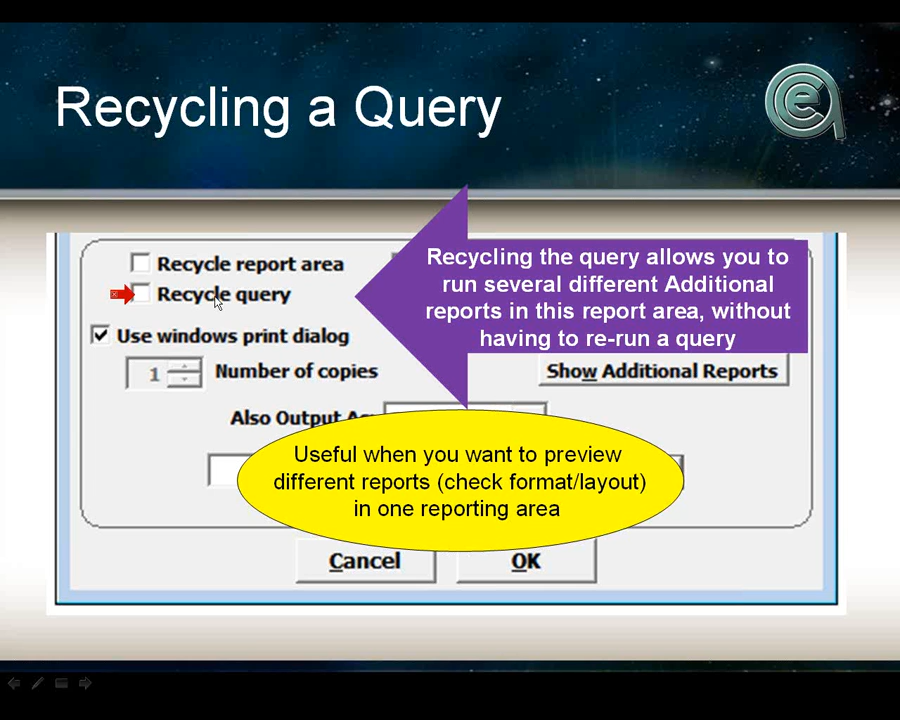 Recycling a Query
Recycle report area
Recycle query
Recycling the query allows you to
run several different Additional
reports in this report area, without
having to re-run a query
Use windows print dialog
1 Number of copies
Show Additional Reports
Also Output
Useful when you want to preview
different reports (check format/layout)
in one reporting area
Cancel OK